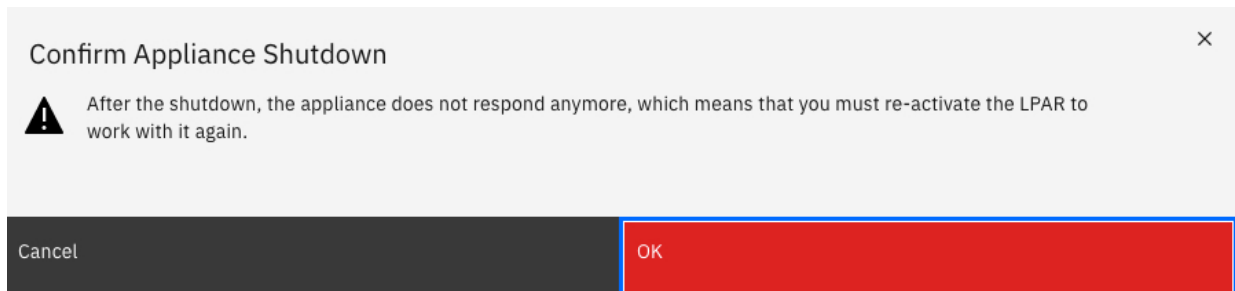 Confirm Appliance Shutdown
After the shutdown, the appliance does not respond anymore, which means that you must re-activate the LPAR to
work with it again.
Cancel
OK